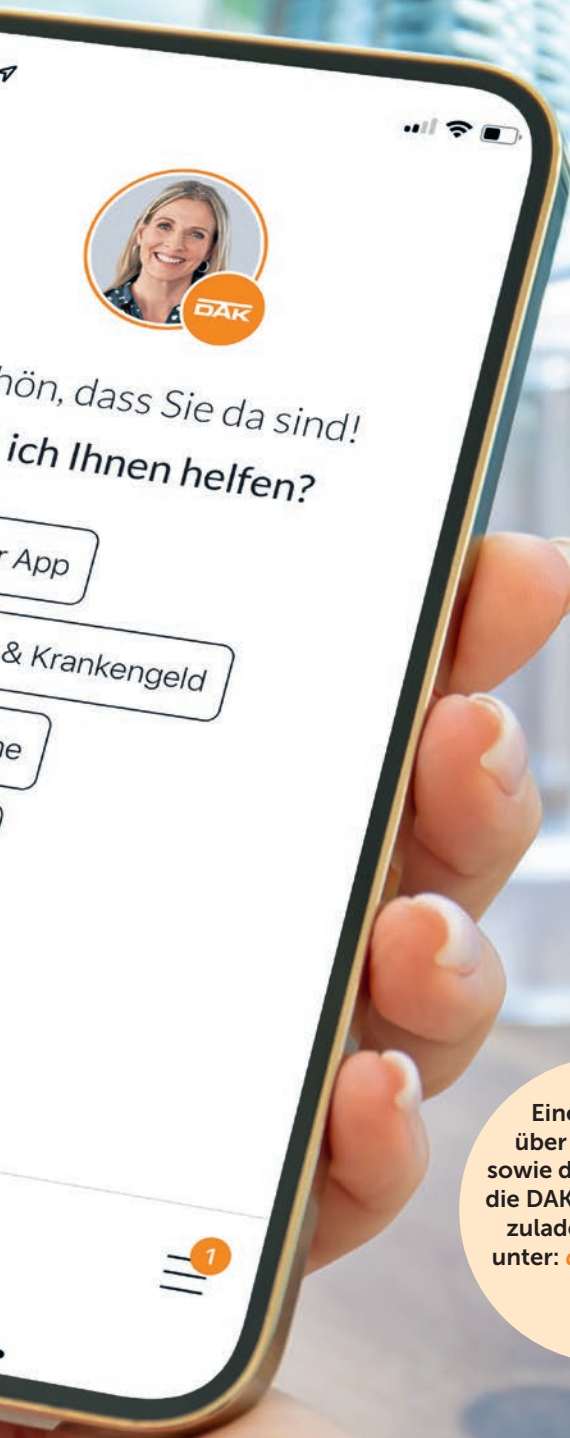 DAK
hön, dass Sie da sind!
ich Ihnen helfen?
r App
& Krankengeld
ne
1
Eine
über
sowie d
die DAK
zulade
unter: